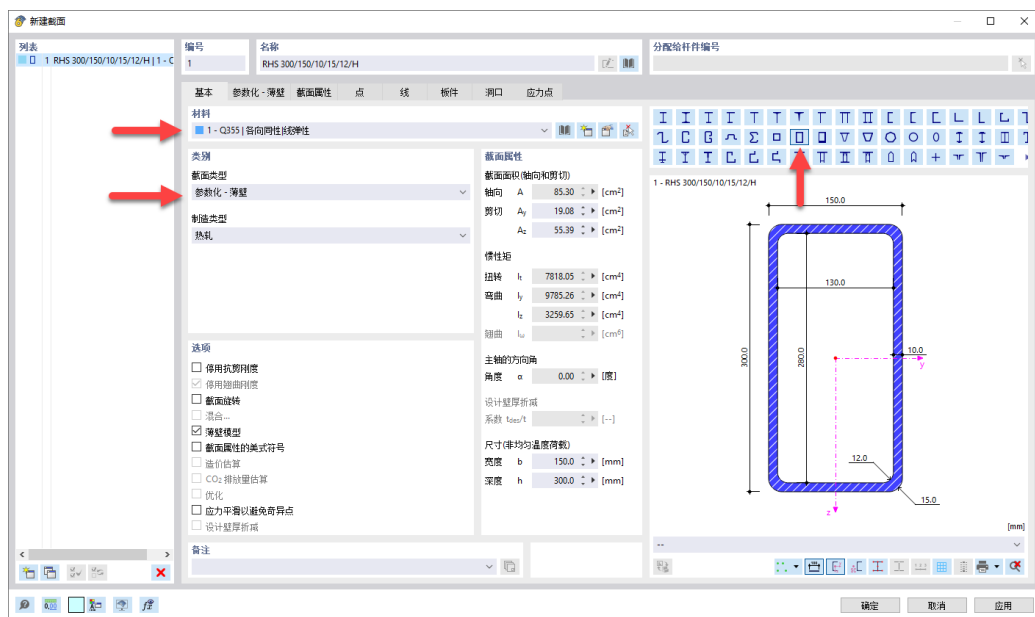 新建截面
列表
1 RHS 300/150/10/15/12/H | 1 - Q
编号
1
名称
RHS 300/150/10/15/12/H
分配给杆件编号
基本 参数化 - 薄壁 截面属性 点 线 板件 洞口 应力点
材料
1 - Q355 | 各向同性|线弹性
类别
截面类型
参数化 - 薄壁
制造类型
热轧
选项
停用抗剪刚度
停用翘曲刚度
截面旋转
混合...
薄壁模型
截面属性的美式符号
造价估算
CO2 排放量估算
优化
应力平滑以避免奇异点
设计壁厚折减
备注
截面属性
截面面积(轴向和剪切)
轴向 A 85.30 [cm2]
剪切 Ay 19.08 [cm2]
Az 55.39 [cm2]
惯性矩
扭转 It 7818.05 [cm4]
弯曲 Iy 9785.26 [cm4]
Iz 3259.65 [cm4]
翘曲 Iω [cm6]
主轴的方向角
角度 α 0.00 [度]
设计壁厚折减
系数 tdes/t [--]
尺寸(非均匀温度荷载)
宽度 b 150.0 [mm]
深度 h 300.0 [mm]
1 - RHS 300/150/10/15/12/H
150.0
130.0
300.0
280.0
10.0
y
12.0
15.0
z
[mm]
--
确定 取消 应用